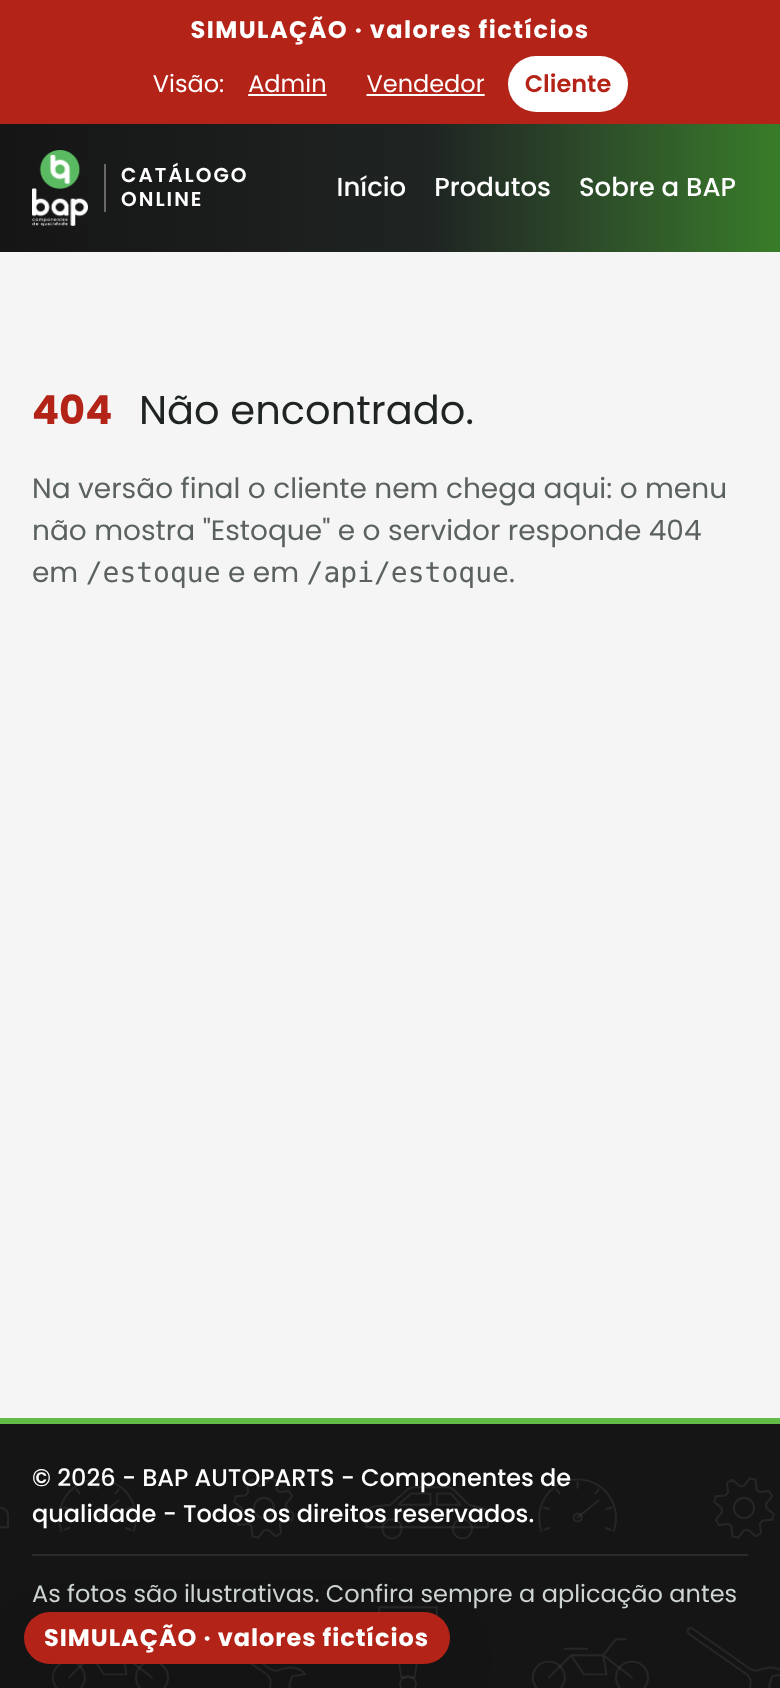 SIMULAÇÃO · valores fictícios
Visão: Admin Vendedor Cliente
bap
componentes
de qualidade
CATÁLOGO
ONLINE
Início Produtos Sobre a BAP
404 Não encontrado.
Na versão final o cliente nem chega aqui: o menu
não mostra "Estoque" e o servidor responde 404
em /estoque e em /api/estoque.
© 2026 - BAP AUTOPARTS - Componentes de
qualidade - Todos os direitos reservados.
As fotos são ilustrativas. Confira sempre a aplicação antes
SIMULAÇÃO · valores fictícios